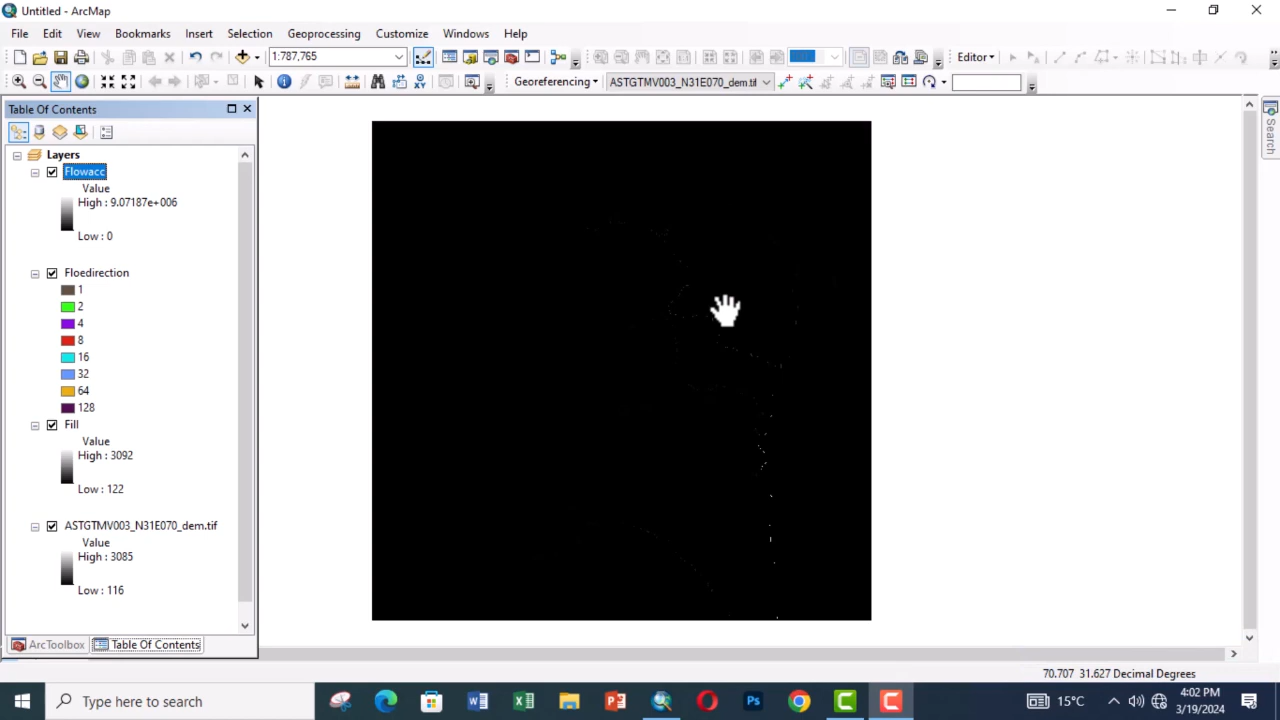 Untitled - ArcMap
File Edit View Bookmarks Insert Selection Geoprocessing Customize Windows Help
1:787,765
Editor
Georeferencing ASTGTMV003_N31E070_dem.tif
Table Of Contents
Layers
Flowacc
Value
High : 9.07187e+006
Low : 0
Floedirection
1
2
4
8
16
32
64
128
Fill
Value
High : 3092
Low : 122
ASTGTMV003_N31E070_dem.tif
Value
High : 3085
Low : 116
ArcToolbox Table Of Contents
Search
70.707 31.627 Decimal Degrees
Type here to search
15°C
4:02 PM
3/19/2024